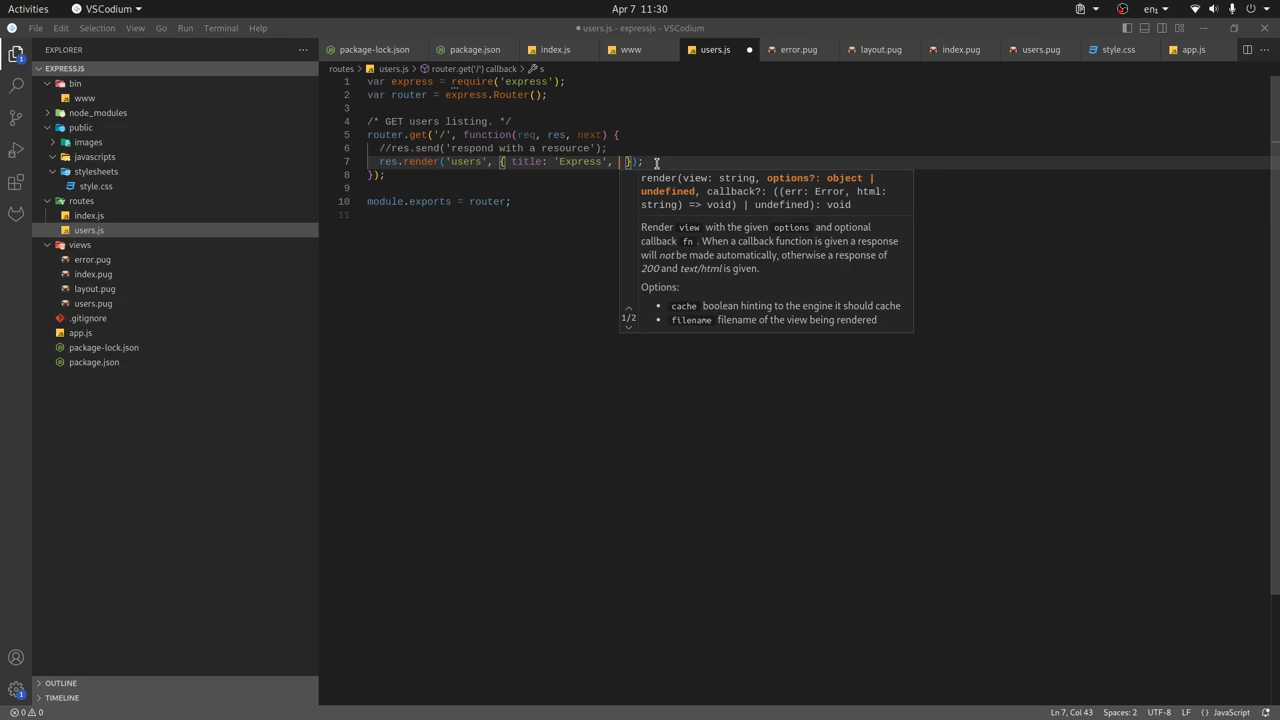 Activities
VSCodium
Apr 7 11:30
en₁
File Edit Selection View Go Run Terminal Help
● users.js - expressjs - VSCodium
EXPLORER
package-lock.json
package.json
index.js
www
users.js
error.pug
layout.pug
index.pug
users.pug
style.css
app.js
EXPRESSJS
bin
www
node_modules
public
images
javascripts
stylesheets
style.css
routes
index.js
users.js
views
error.pug
index.pug
layout.pug
users.pug
.gitignore
app.js
package-lock.json
package.json
OUTLINE
TIMELINE
routes > users.js > router.get('/') callback > s
1 var express = require('express');
2 var router = express.Router();
3
4 /* GET users listing. */
5 router.get('/', function(req, res, next) {
6 //res.send('respond with a resource');
7 res.render('users', { title: 'Express', });
8 });
9
10 module.exports = router;
11
render(view: string, options?: object |
undefined, callback?: ((err: Error, html:
string) => void) | undefined): void
Render view with the given options and optional
callback fn . When a callback function is given a response
will not be made automatically, otherwise a response of
200 and text/html is given.
Options:
• cache boolean hinting to the engine it should cache
• filename filename of the view being rendered
1/2
1
1
0 0
Ln 7, Col 43
Spaces: 2
UTF-8
LF
{} JavaScript